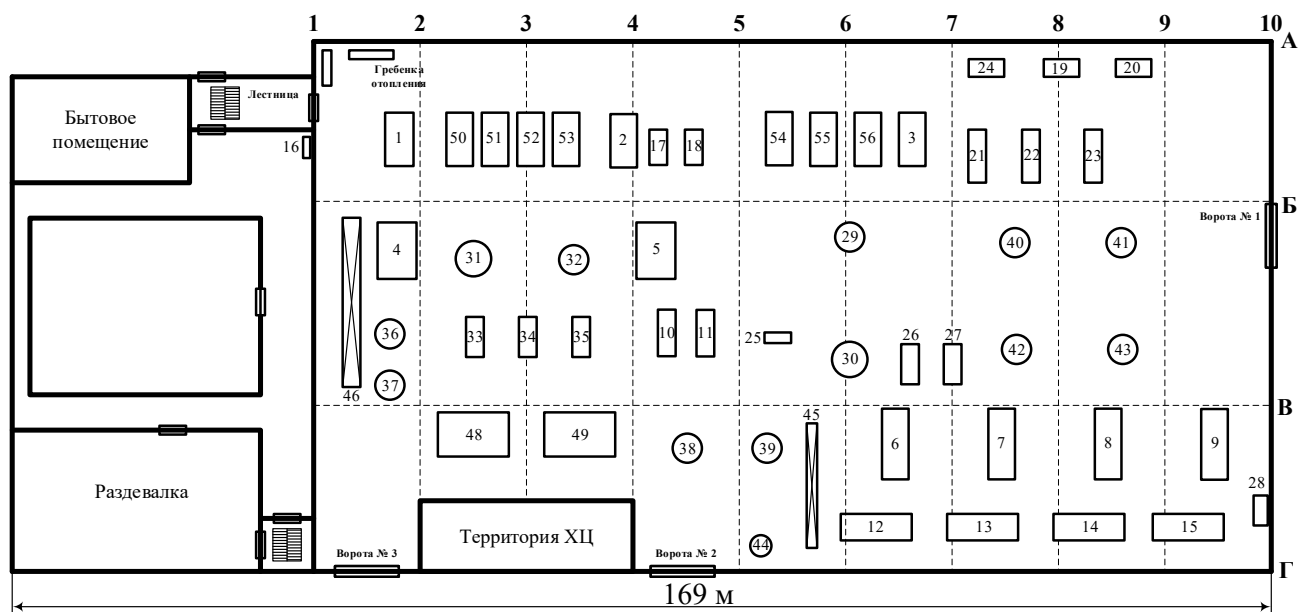 1 2 3 4 5 6 7 8 9 10
А
24 19 20
Гребенка
отопления
Лестница
Бытовое
помещение
16
1 50 51 52 53 2 17 18 54 55 56 3 21 22 23
Б
Ворота № 1
4 31 32 5 29 40 41
36 33 34 35 10 11 25 26 27
37 30 42 43
46
В
45
48 49 38 39 6 7 8 9
Раздевалка
28
Территория ХЦ
12 13 14 15
44
Ворота № 3
Ворота № 2
Г
169 м